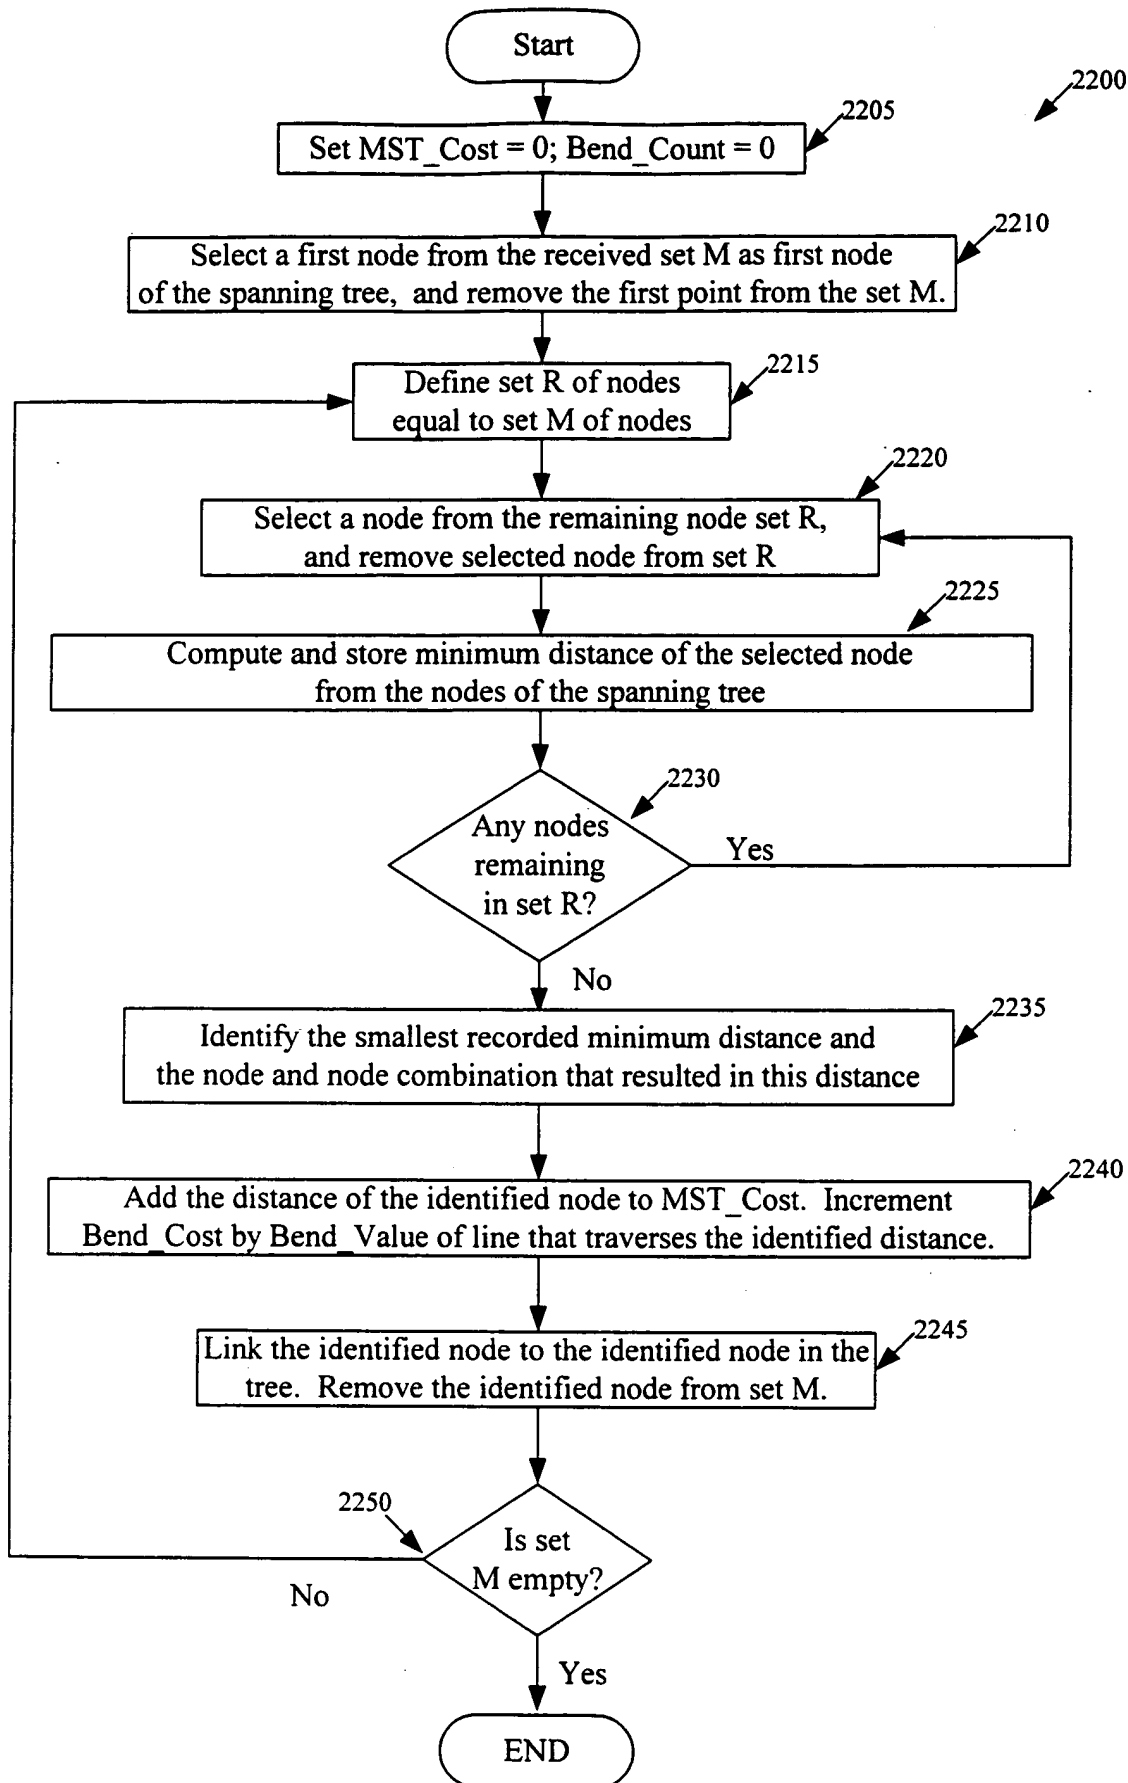 Start
2200
2205
Set MST_Cost = 0; Bend_Count = 0
2210
Select a first node from the received set M as first node
of the spanning tree, and remove the first point from the set M.
2215
Define set R of nodes
equal to set M of nodes
2220
Select a node from the remaining node set R,
and remove selected node from set R
2225
Compute and store minimum distance of the selected node
from the nodes of the spanning tree
2230
Any nodes
remaining
in set R?
Yes
No
2235
Identify the smallest recorded minimum distance and
the node and node combination that resulted in this distance
2240
Add the distance of the identified node to MST_Cost. Increment
Bend_Cost by Bend_Value of line that traverses the identified distance.
2245
Link the identified node to the identified node in the
tree. Remove the identified node from set M.
2250
Is set
M empty?
No
Yes
END